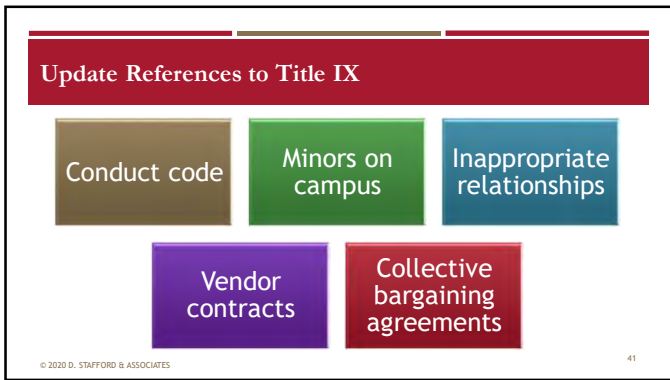 Update References to Title IX
Conduct code
Minors on
campus
Inappropriate
relationships
Vendor
contracts
Collective
bargaining
agreements
© 2020 D. STAFFORD & ASSOCIATES
41